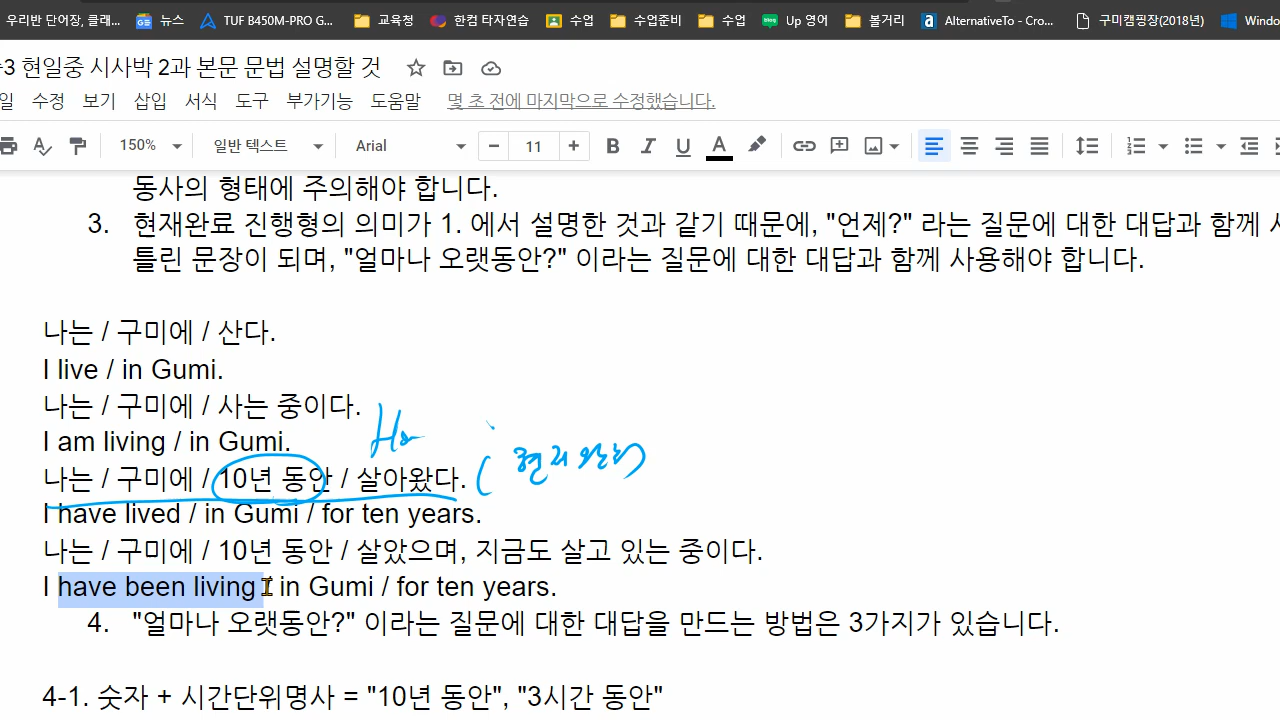 우리반 단어장, 클래... 뉴스 TUF B450M-PRO G... 교육청 한컴 타자연습 수업 수업준비 수업 Up 영어 볼거리 AlternativeTo - Cro... 구미캠핑장(2018년) Windo
3 현일중 시사박 2과 본문 문법 설명할 것
일 수정 보기 삽입 서식 도구 부가기능 도움말 몇 초 전에 마지막으로 수정했습니다.
150% 일반 텍스트 Arial 11 B I U A
동사의 형태에 주의해야 합니다.
3. 현재완료 진행형의 의미가 1. 에서 설명한 것과 같기 때문에, "언제?" 라는 질문에 대한 대답과 함께
틀린 문장이 되며, "얼마나 오랫동안?" 이라는 질문에 대한 대답과 함께 사용해야 합니다.
나는 / 구미에 / 산다.
I live / in Gumi.
나는 / 구미에 / 사는 중이다.
I am living / in Gumi.
Ha
나는 / 구미에 / 10년 동안 / 살아왔다. ( 현재완료
I have lived / in Gumi / for ten years.
나는 / 구미에 / 10년 동안 / 살았으며, 지금도 살고 있는 중이다.
I have been living / in Gumi / for ten years.
4. "얼마나 오랫동안?" 이라는 질문에 대한 대답을 만드는 방법은 3가지가 있습니다.
4-1. 숫자 + 시간단위명사 = "10년 동안", "3시간 동안"